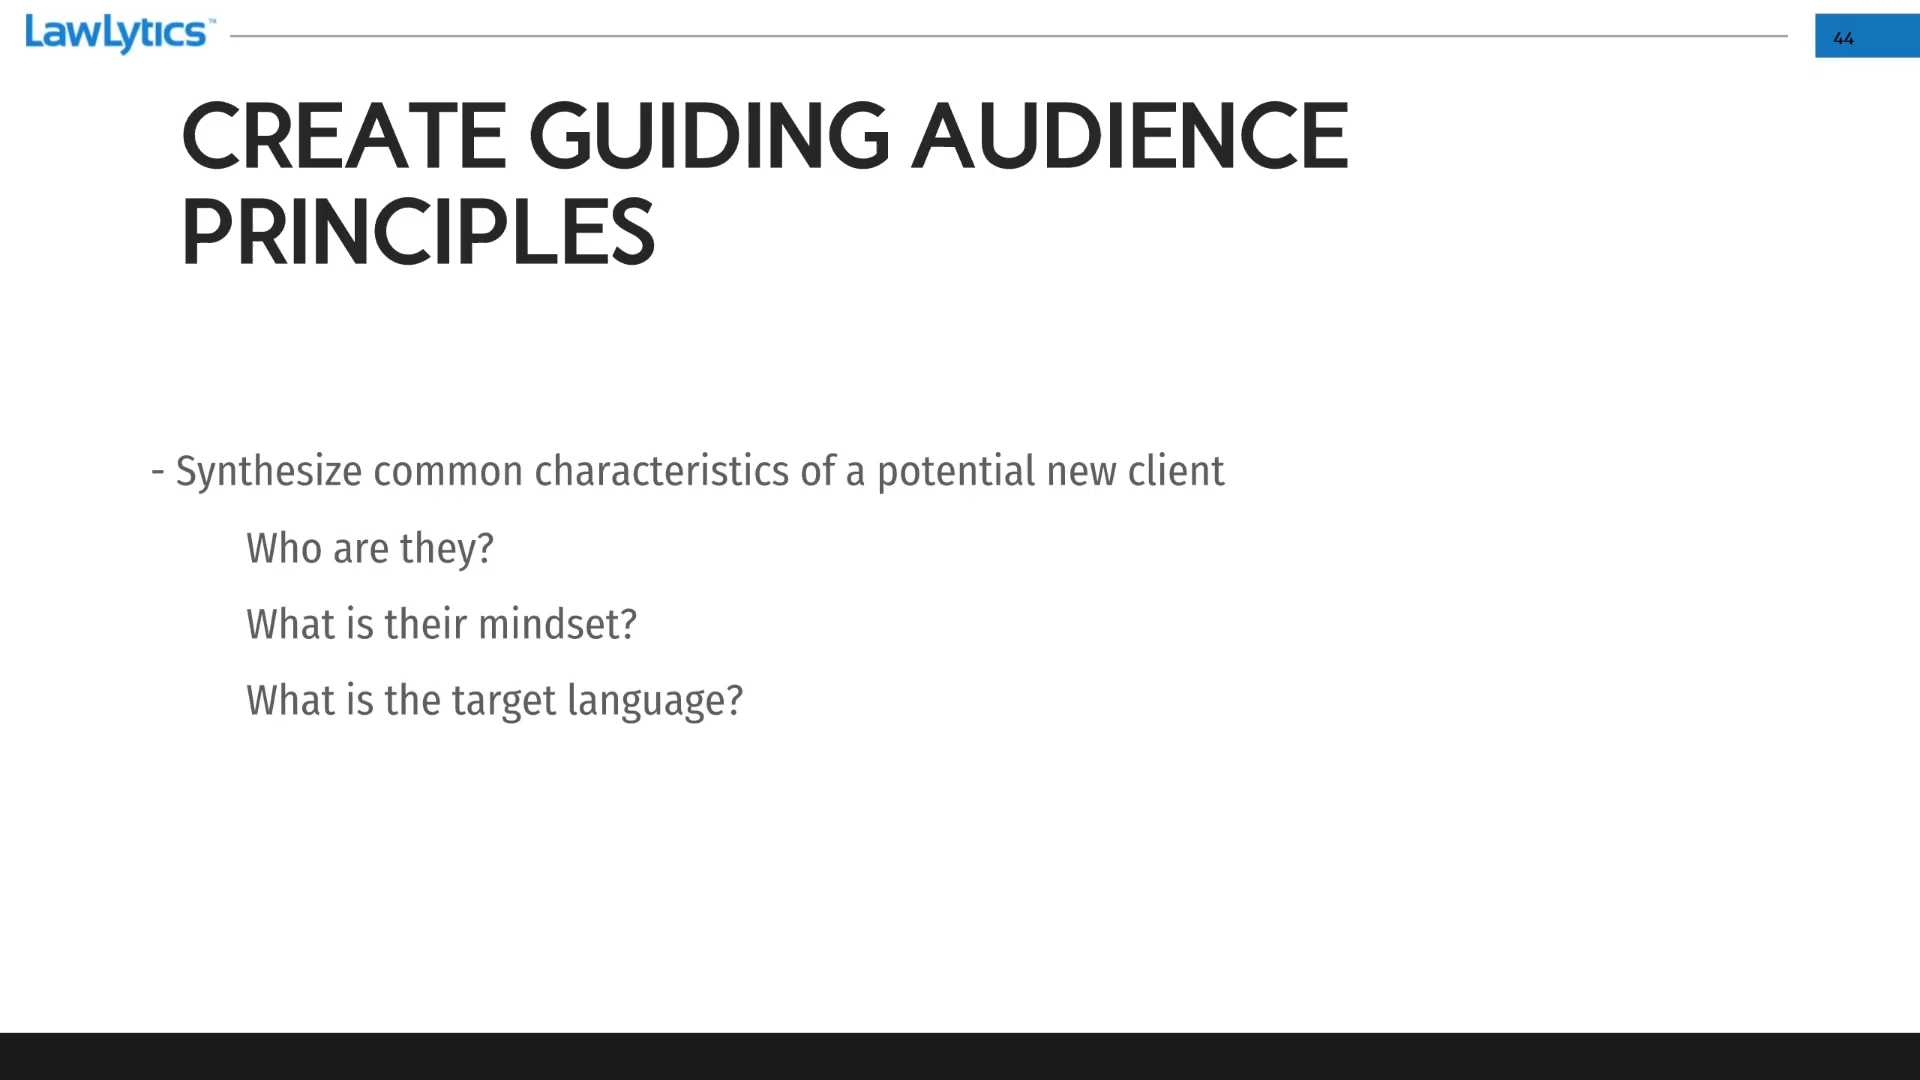 LawLytics™
44
CREATE GUIDING AUDIENCE
PRINCIPLES
- Synthesize common characteristics of a potential new client
Who are they?
What is their mindset?
What is the target language?